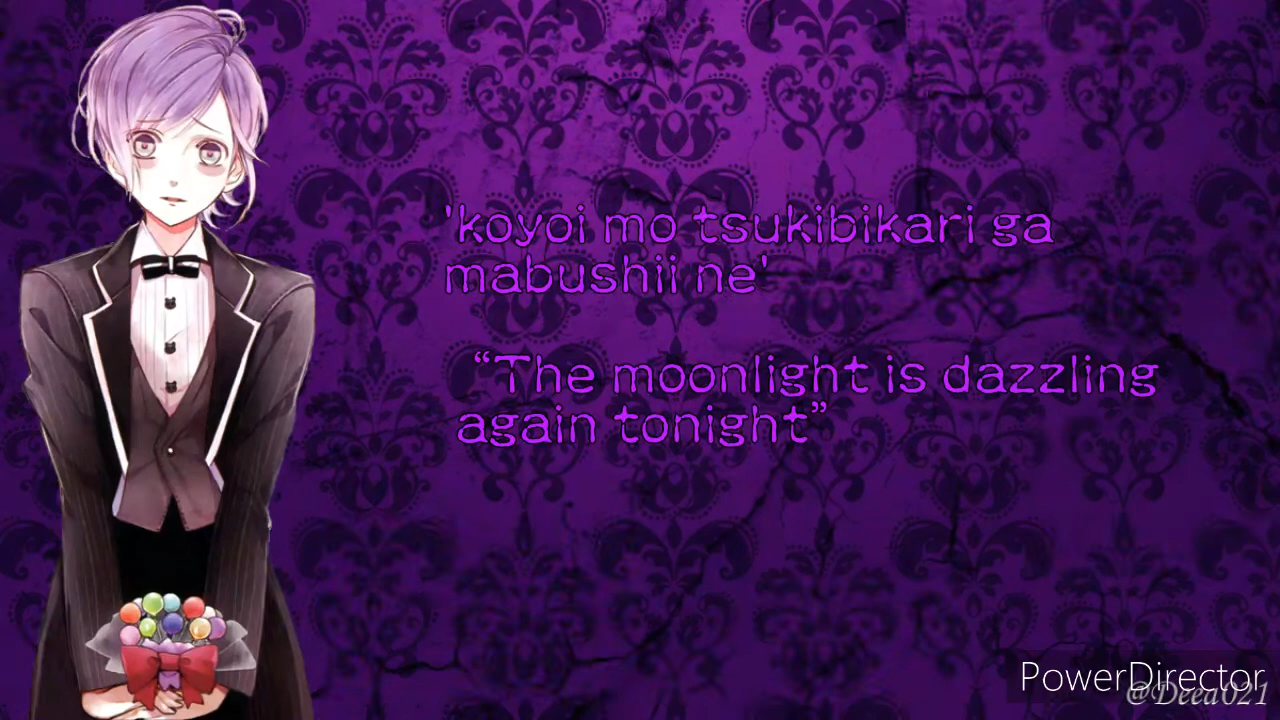 'koyoi mo tsukibikari ga
mabushii ne'
“The moonlight is dazzling
again tonight”
PowerDirector
@Deea021